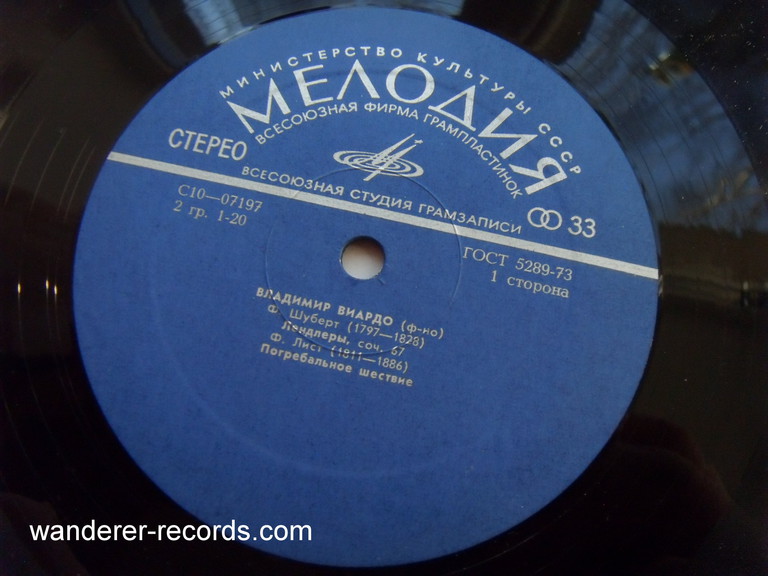 МИНИСТЕРСТВО КУЛЬТУРЫ СССР
МЕЛОДИЯ
ВСЕСОЮЗНАЯ ФИРМА ГРАМПЛАСТИНОК
СТЕРЕО
ВСЕСОЮЗНАЯ СТУДИЯ ГРАМЗАПИСИ
33
С10—07197
2 гр. 1-20
ГОСТ 5289-73
1 сторона
ВЛАДИМИР ВИАРДО (ф-но)
Ф. Шуберт (1797—1828)
Лендлеры, соч. 67
Ф. Лист (1811—1886)
Погребальное шествие
wanderer-records.com